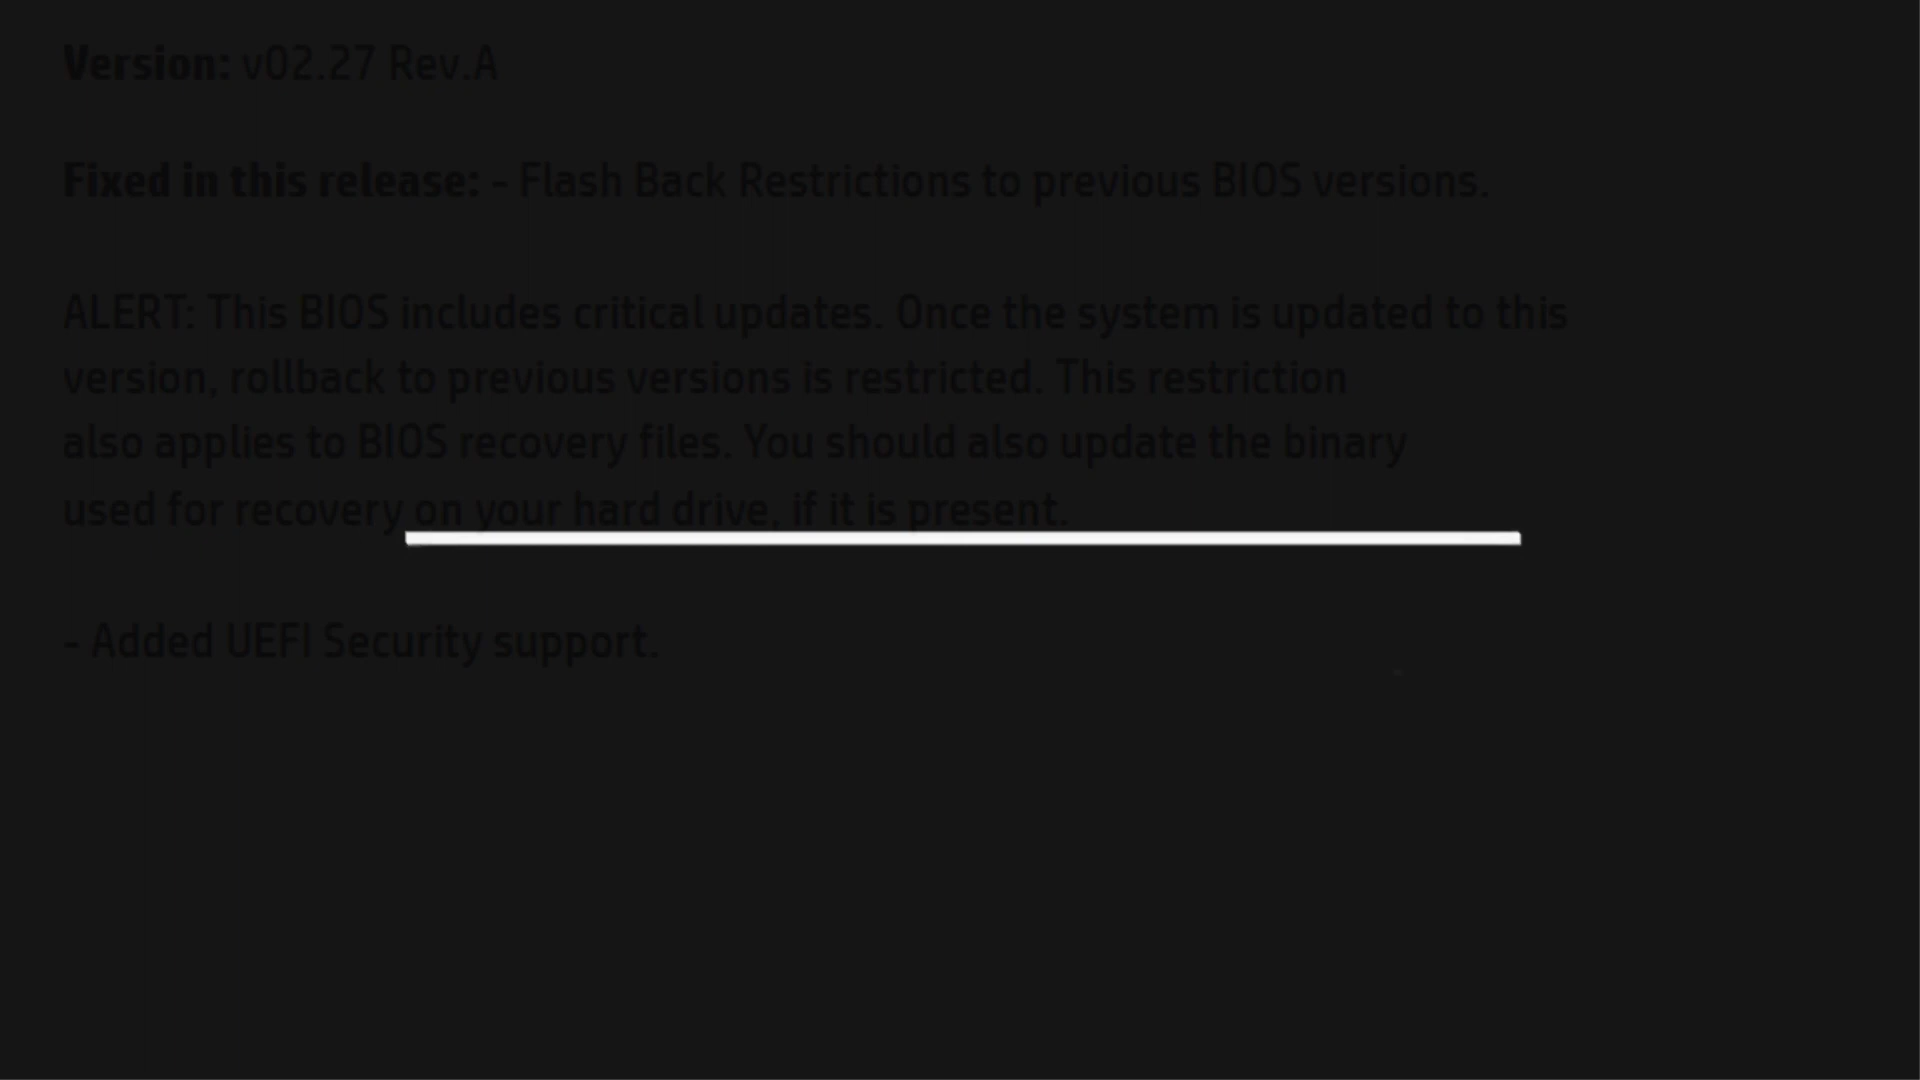 Version: v02.27 Rev.A
Fixed in this release: - Flash Back Restrictions to previous BIOS versions.
ALERT: This BIOS includes critical updates. Once the system is updated to this
version, rollback to previous versions is restricted. This restriction
also applies to BIOS recovery files. You should also update the binary
used for recovery on your hard drive, if it is present.
- Added UEFI Security support.